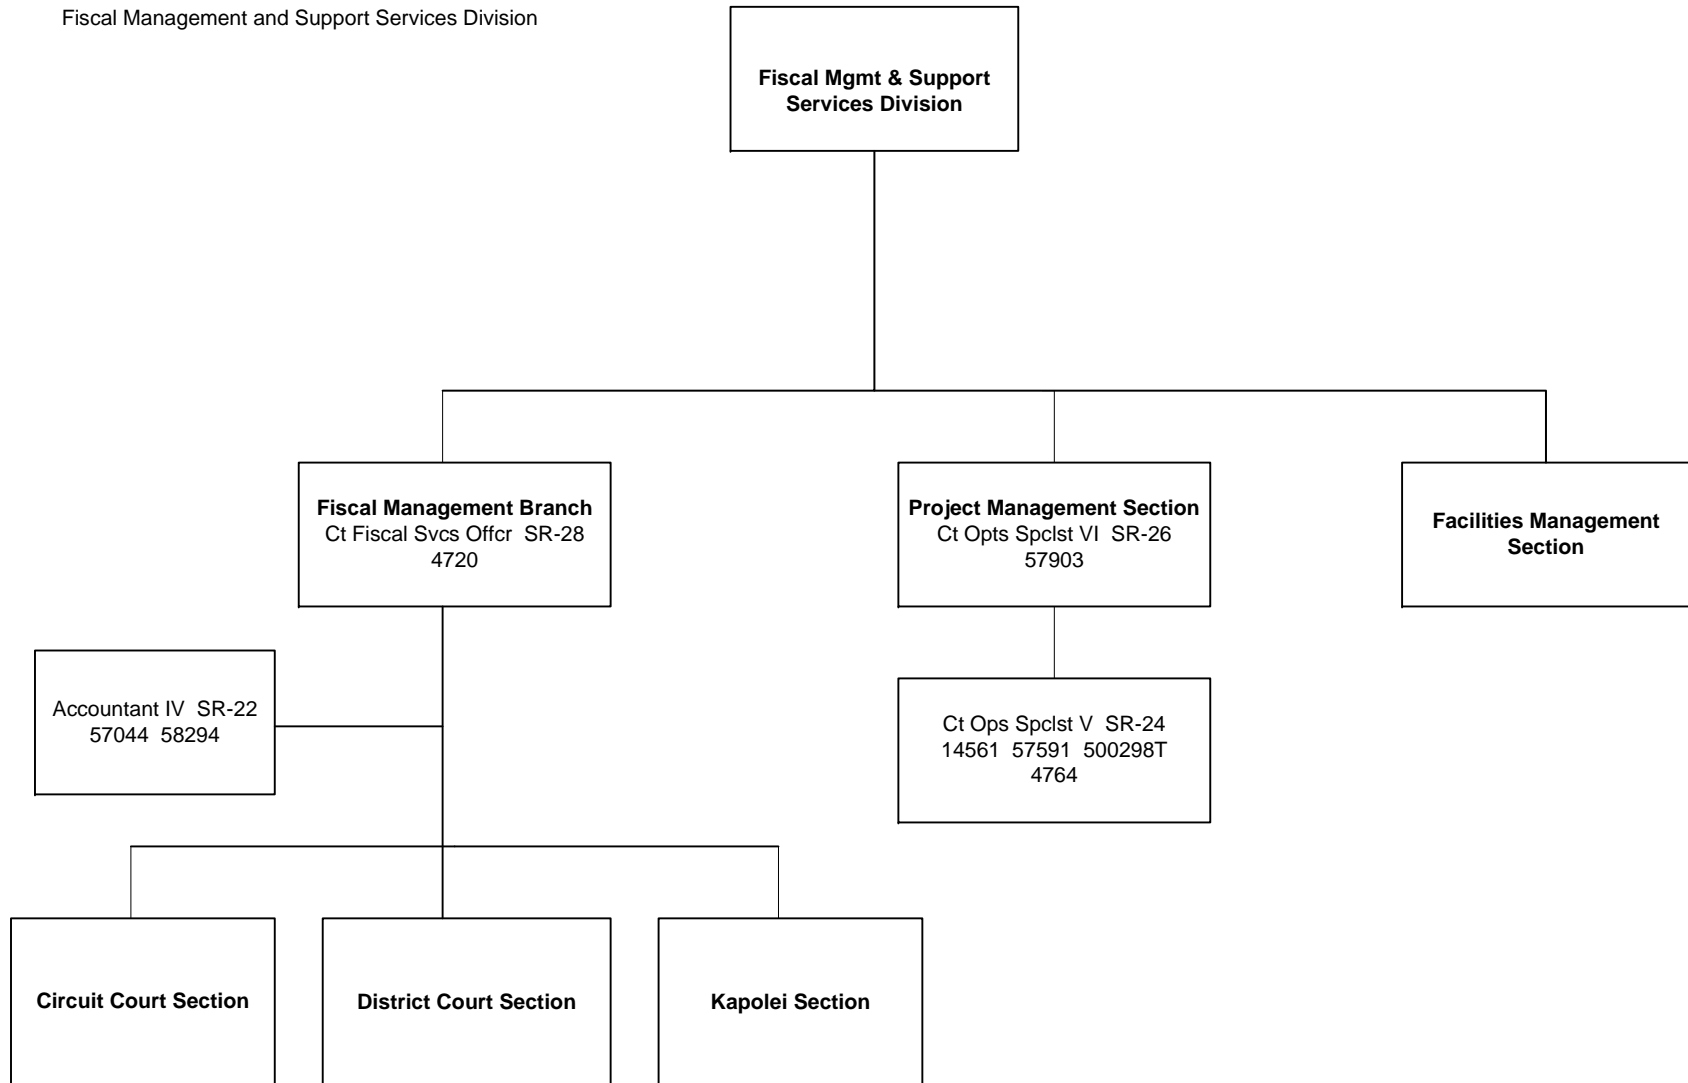 Fiscal Management and Support Services Division
Fiscal Mgmt & Support
Services Division
Fiscal Management Branch
Ct Fiscal Svcs Offcr SR-28
4720
Project Management Section
Ct Opts Spclst VI SR-26
57903
Facilities Management
Section
Accountant IV SR-22
57044 58294
Ct Ops Spclst V SR-24
14561 57591 500298T
4764
Circuit Court Section
District Court Section
Kapolei Section